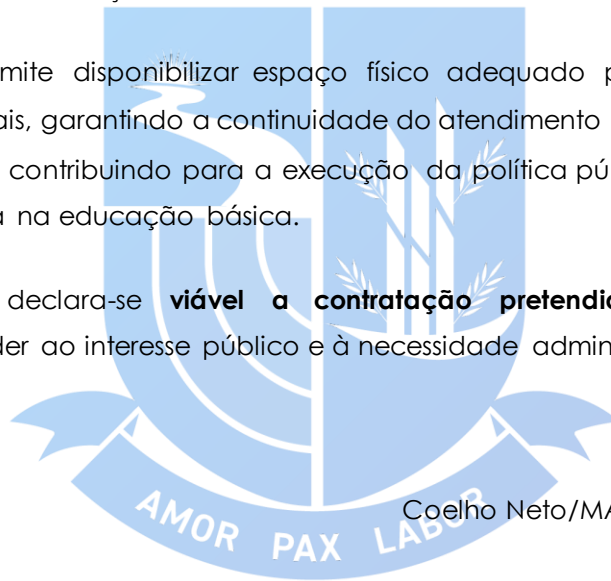 mite disponibilizar espaço físico adequado p
ais, garantindo a continuidade do atendimento
contribuindo para a execução da política pú
na educação básica.
declara-se viável a contratação pretendi
der ao interesse público e à necessidade admin
Coelho Neto/MA
AMOR PAX LABOR